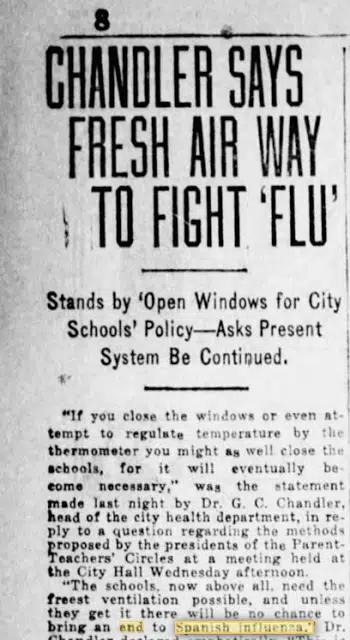 8
CHANDLER SAYS
FRESH AIR WAY
TO FIGHT 'FLU'
Stands by 'Open Windows for City
Schools' Policy—Asks Present
System Be Continued.
"If you close the windows or even at-
tempt to regulate temperature by the
thermometer you might as well close the
schools, for it will eventually be-
come necessary," was the statement
made last night by Dr. G. C. Chandler,
head of the city health department, in re-
ply to a question regarding the methods
proposed by the presidents of the Parent-
Teachers' Circles at a meeting held at
the City Hall Wednesday afternoon.
"The schools, now above all, need the
freest ventilation possible, and unless
they get it there will be no chance to
bring an end to Spanish influenza." Dr.